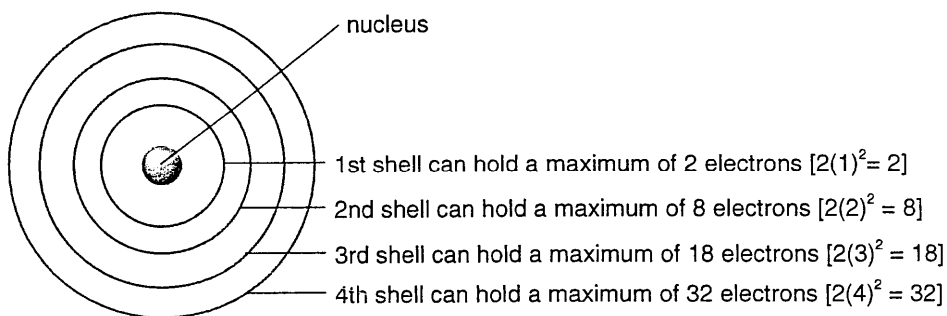 nucleus
1st shell can hold a maximum of 2 electrons [2(1)²= 2]
2nd shell can hold a maximum of 8 electrons [2(2)² = 8]
3rd shell can hold a maximum of 18 electrons [2(3)² = 18]
4th shell can hold a maximum of 32 electrons [2(4)² = 32]